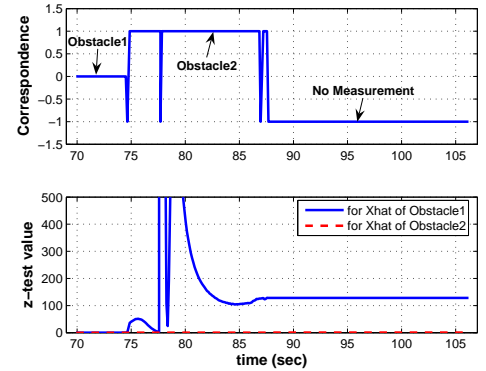 1.5
1
0.5
0
−0.5
−1
−1.5
Correspondence
Obstacle1
Obstacle2
No Measurement
70 75 80 85 90 95 100 105
500
400
300
200
100
0
z−test value
for Xhat of Obstacle1
for Xhat of Obstacle2
70 75 80 85 90 95 100 105
time (sec)